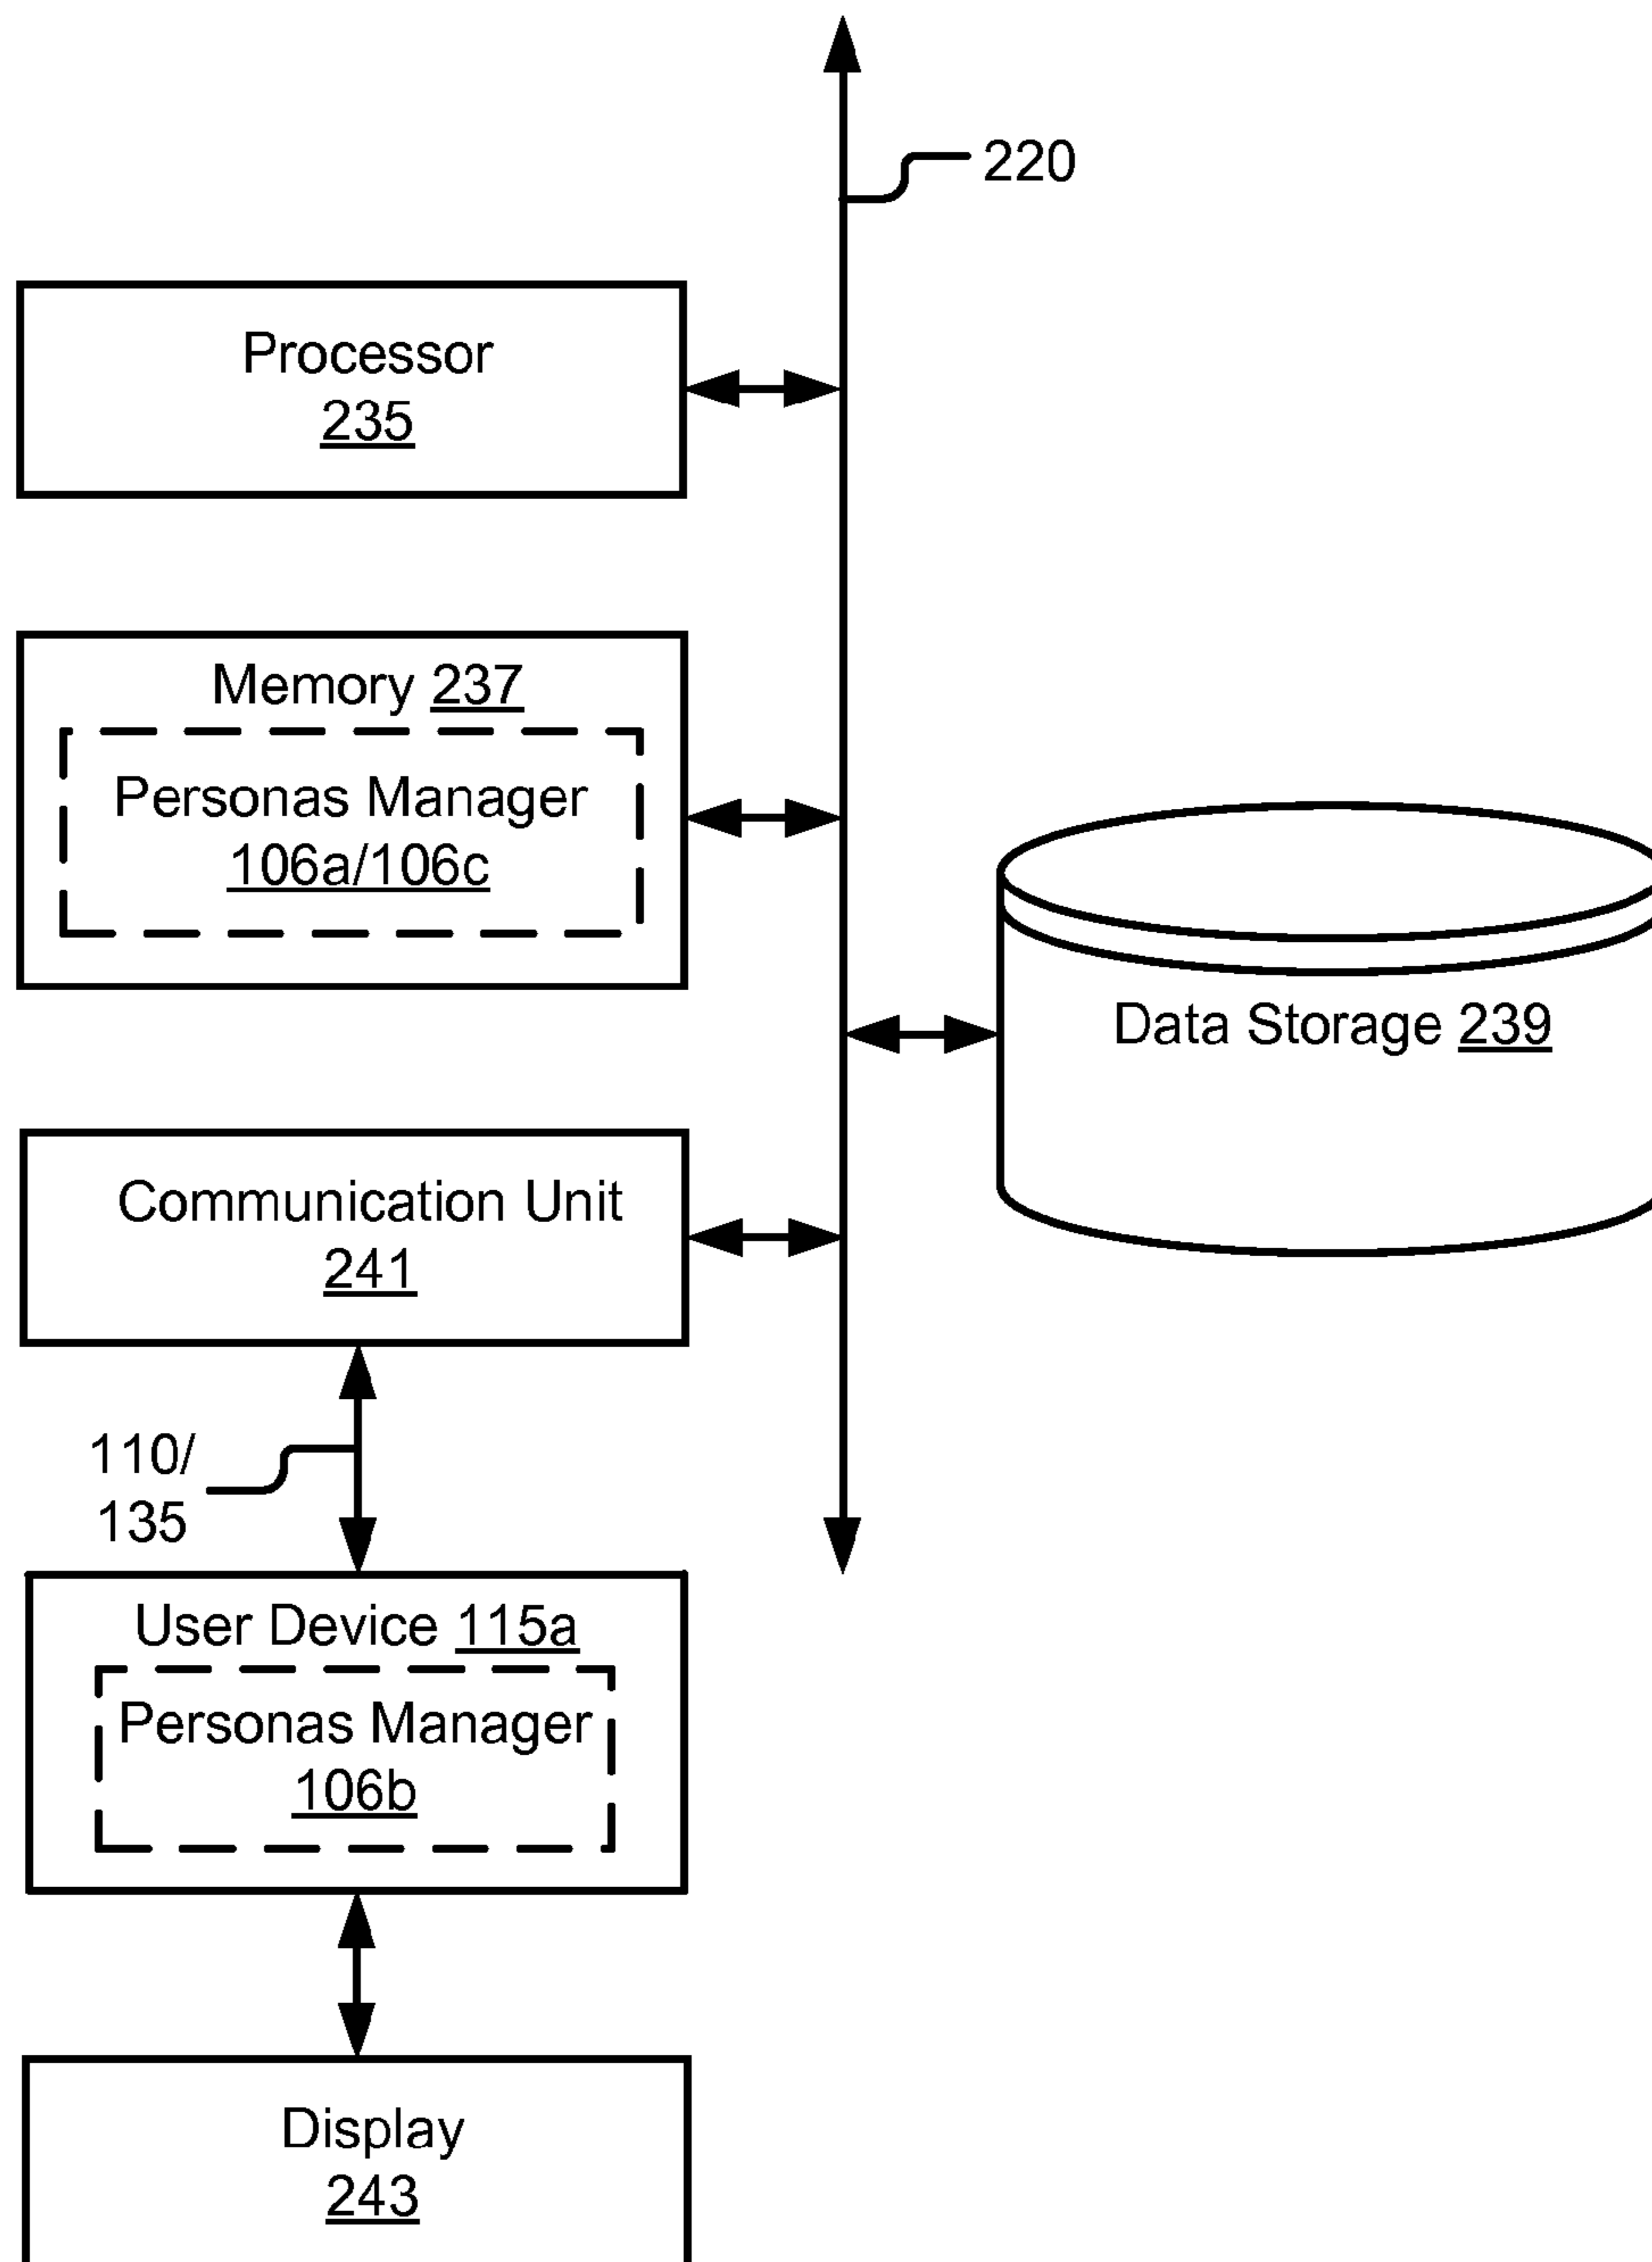 220
Processor
235
Memory 237
Personas Manager
106a/106c
Data Storage 239
Communication Unit
241
110/
135
User Device 115a
Personas Manager
106b
Display
243